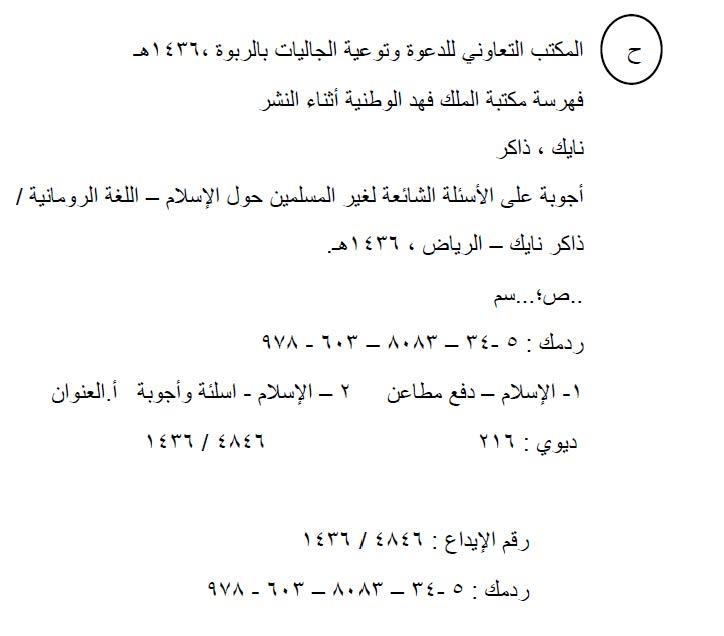 ح
المكتب التعاوني للدعوة وتوعية الجاليات بالربوة ،١٤٣٦هـ
فهرسة مكتبة الملك فهد الوطنية أثناء النشر
نايك ، ذاكر
أجوبة على الأسئلة الشائعة لغير المسلمين حول الإسلام – اللغة الرومانية /
ذاكر نايك – الرياض ، ١٤٣٦هـ.
..ص؛...سم
ردمك : ٥ -٣٤ – ٨٠٨٣ – ٦٠٣ - ٩٧٨
١- الإسلام – دفع مطاعن ٢ – الإسلام - اسلئة وأجوبة أ.العنوان
ديوي : ٢١٦ ٤٨٤٦ / ١٤٣٦
رقم الإيداع : ٤٨٤٦ / ١٤٣٦
ردمك : ٥ -٣٤ – ٨٠٨٣ – ٦٠٣ - ٩٧٨